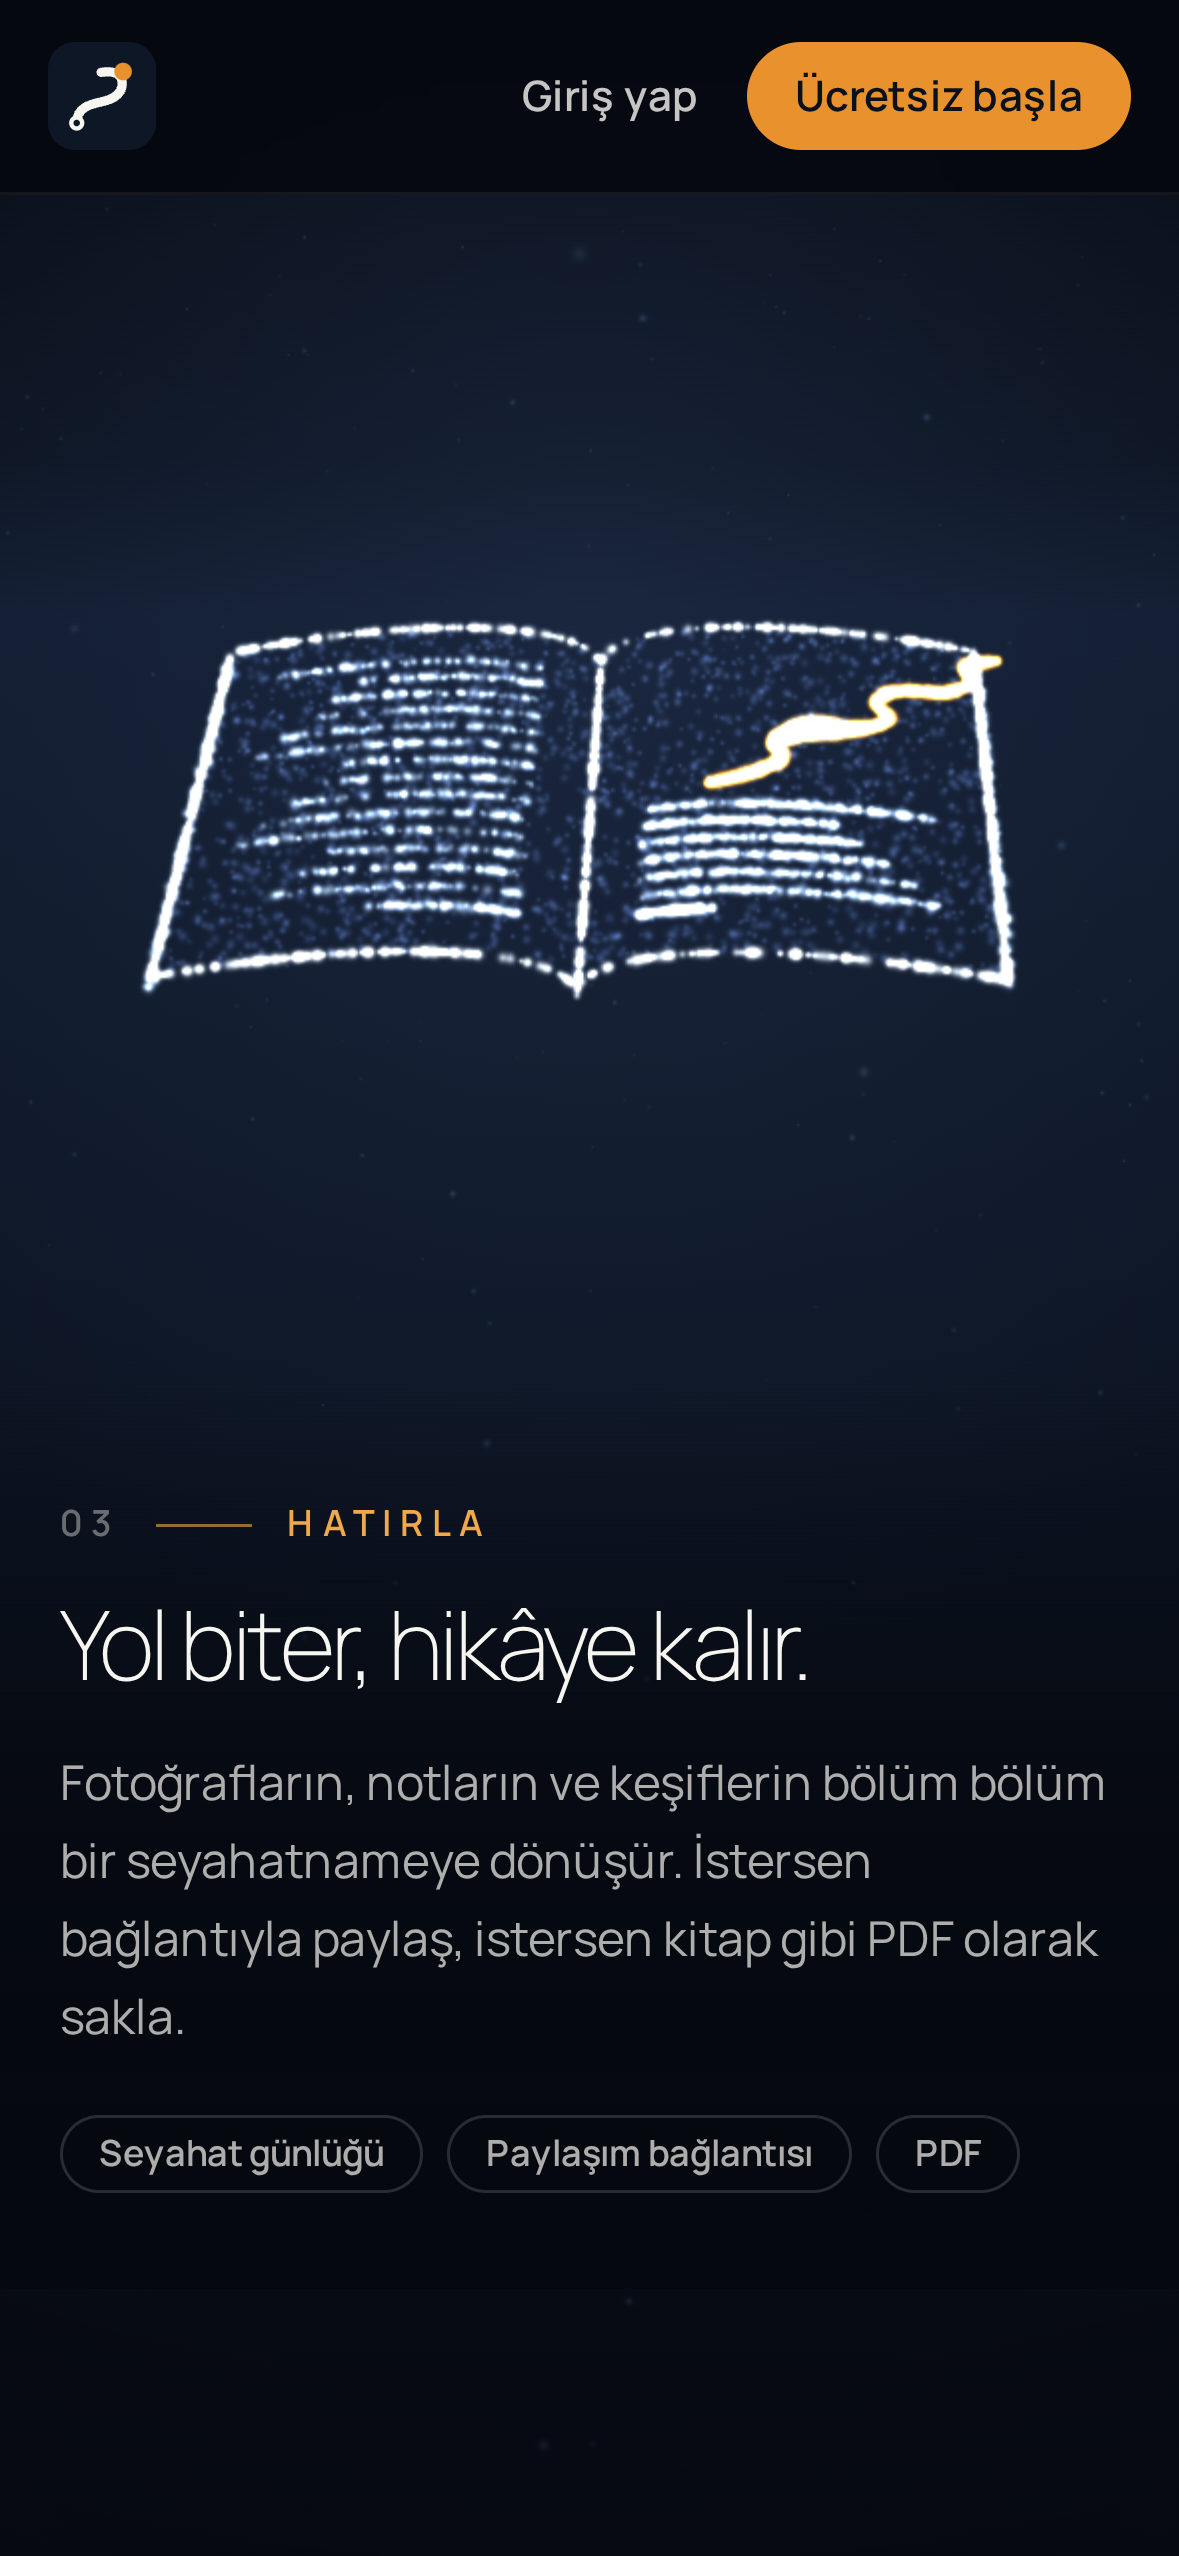 Giriş yap
Ücretsiz başla
03 HATIRLA
Yol biter, hikâye kalır.
Fotoğrafların, notların ve keşiflerin bölüm bölüm
bir seyahatnameye dönüşür. İstersen
bağlantıyla paylaş, istersen kitap gibi PDF olarak
sakla.
Seyahat günlüğü
Paylaşım bağlantısı
PDF